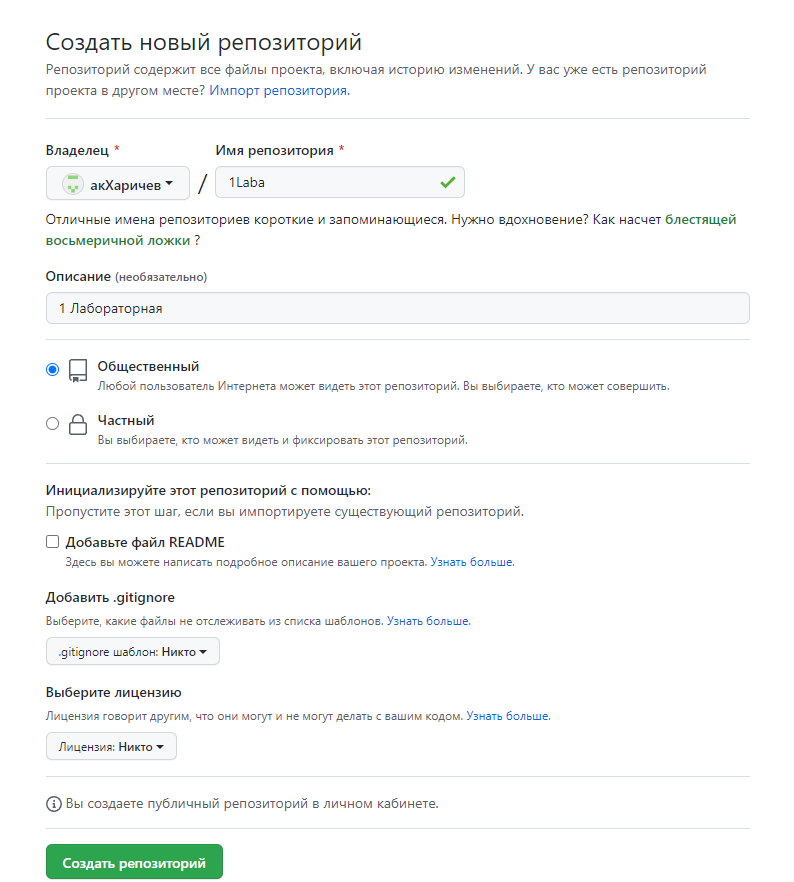 Создать новый репозиторий
Репозиторий содержит все файлы проекта, включая историю изменений. У вас уже есть репозиторий
проекта в другом месте? Импорт репозитория.
Владелец *
Имя репозитория *
акХаричев
/
1Laba
Отличные имена репозиториев короткие и запоминающиеся. Нужно вдохновение? Как насчет блестящей
восьмеричной ложки ?
Описание (необязательно)
1 Лабораторная
Общественный
Любой пользователь Интернета может видеть этот репозиторий. Вы выбираете, кто может совершить.
Частный
Вы выбираете, кто может видеть и фиксировать этот репозиторий.
Инициализируйте этот репозиторий с помощью:
Пропустите этот шаг, если вы импортируете существующий репозиторий.
Добавьте файл README
Здесь вы можете написать подробное описание вашего проекта. Узнать больше.
Добавить .gitignore
Выберите, какие файлы не отслеживать из списка шаблонов. Узнать больше.
.gitignore шаблон: Никто
Выберите лицензию
Лицензия говорит другим, что они могут и не могут делать с вашим кодом. Узнать больше.
Лицензия: Никто
Вы создаете публичный репозиторий в личном кабинете.
Создать репозиторий